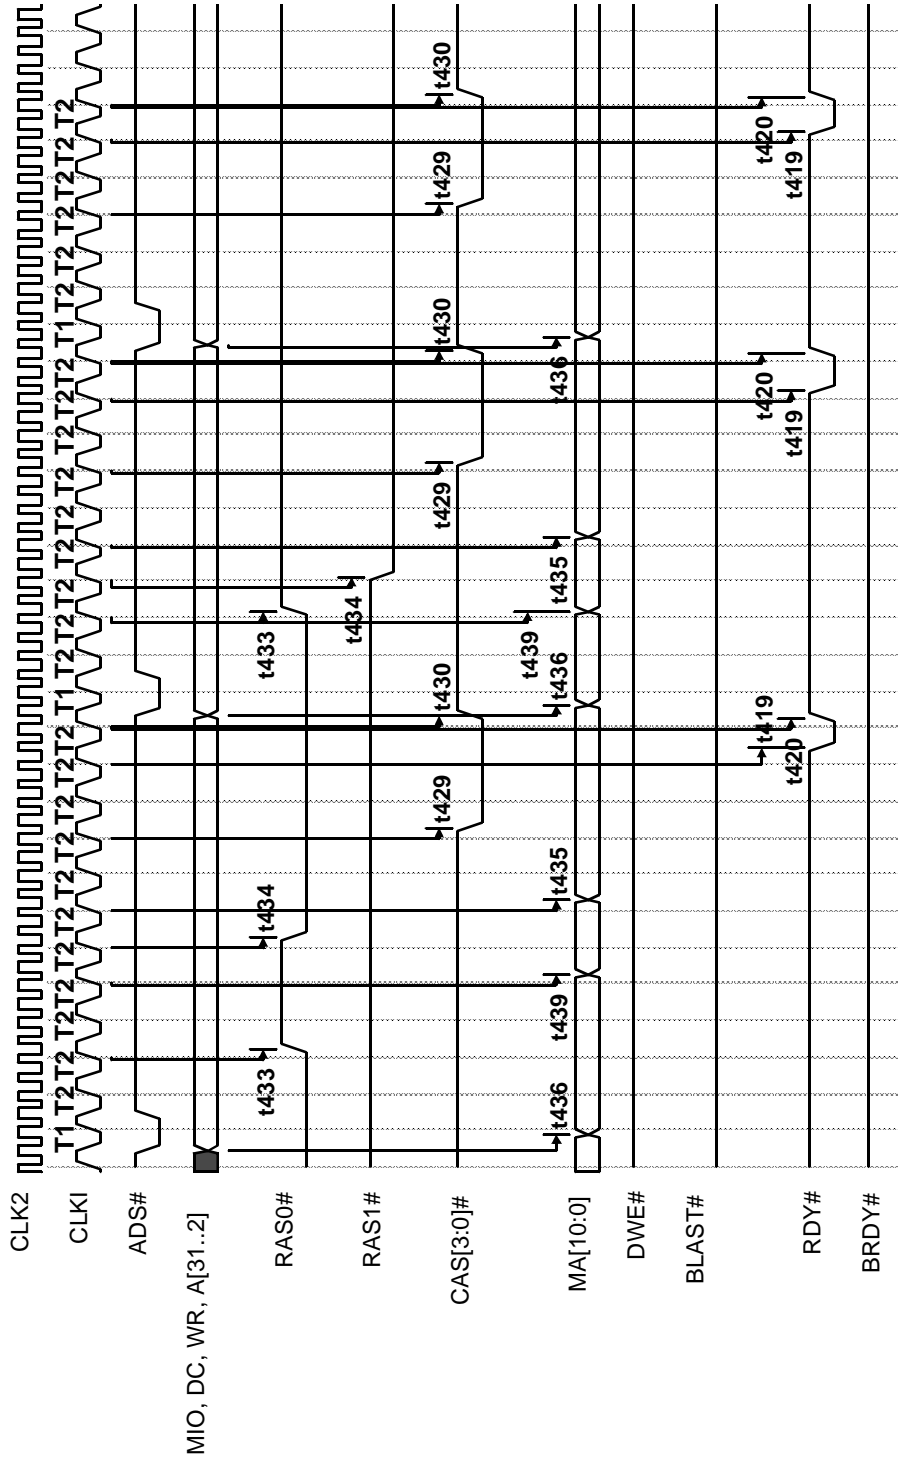 CLK2
CLKI T1 T2 T2 T2 T2 T2 T2 T2 T2 T2 T2 T2 T1 T2 T2 T2 T2 T2 T2 T2 T2 T2 T1 T2 T2 T2 T2 T2 T2
ADS#
MIO, DC, WR, A[31..2]
t433 t434 t433
RAS0#
t434
RAS1#
t429 t430 t429 t430 t429 t430
CAS[3:0]#
t439
t436 t439 t435 t436 t435 t436
MA[10:0]
DWE#
BLAST#
t419 t420 t420
t420 t419 t419
RDY#
BRDY#